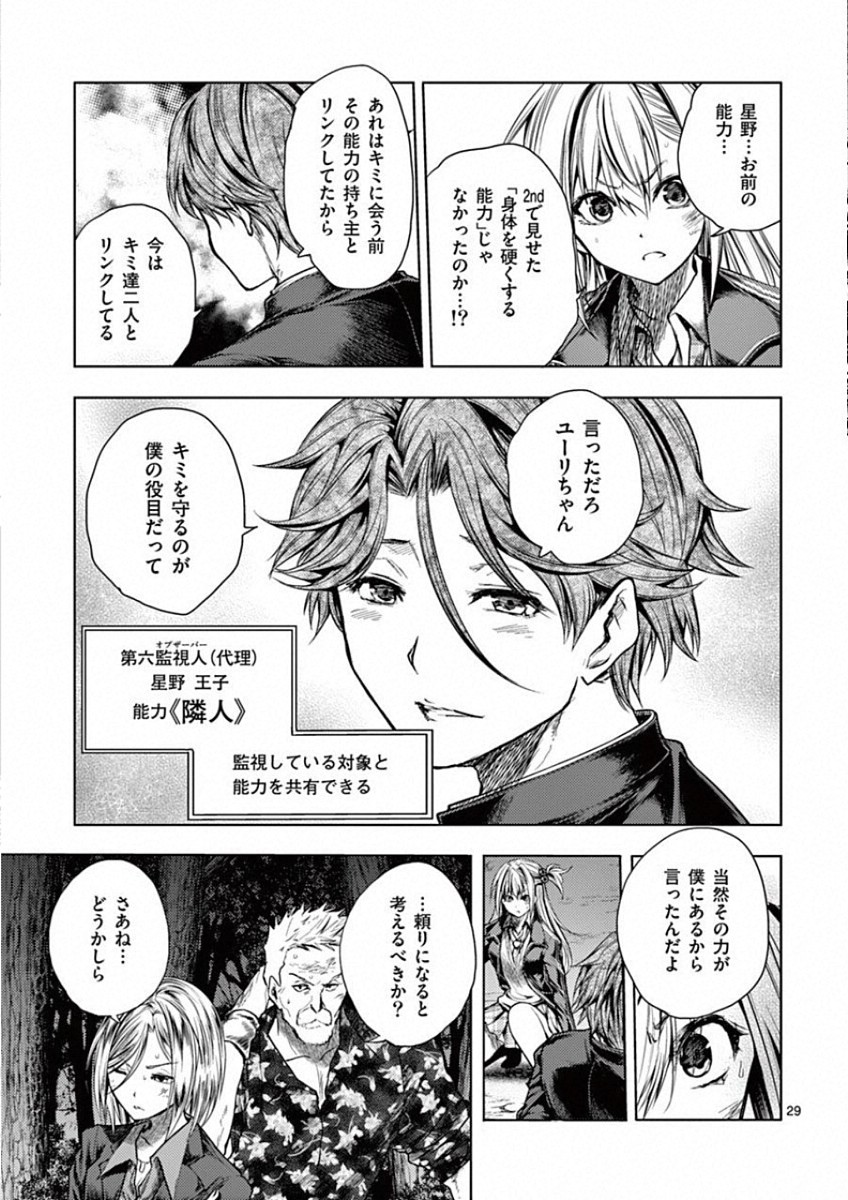 星野…お前の
能力…
2ndで見せた
「身体を硬くする
能力」じゃ
なかったのか…!?
あれはキミに会う前
その能力の持ち主と
リンクしてたから
今は
キミ達二人と
リンクしてる
言っただろ
ユーリちゃん
キミを守るのが
僕の役目だって
オブザーバー
第六監視人(代理)
星野 王子
能力《隣人》
監視している対象と
能力を共有できる
当然その力が
僕にあるから
言ったんだよ
…頼りになると
考えるべきか?
さあね…
どうかしら
29